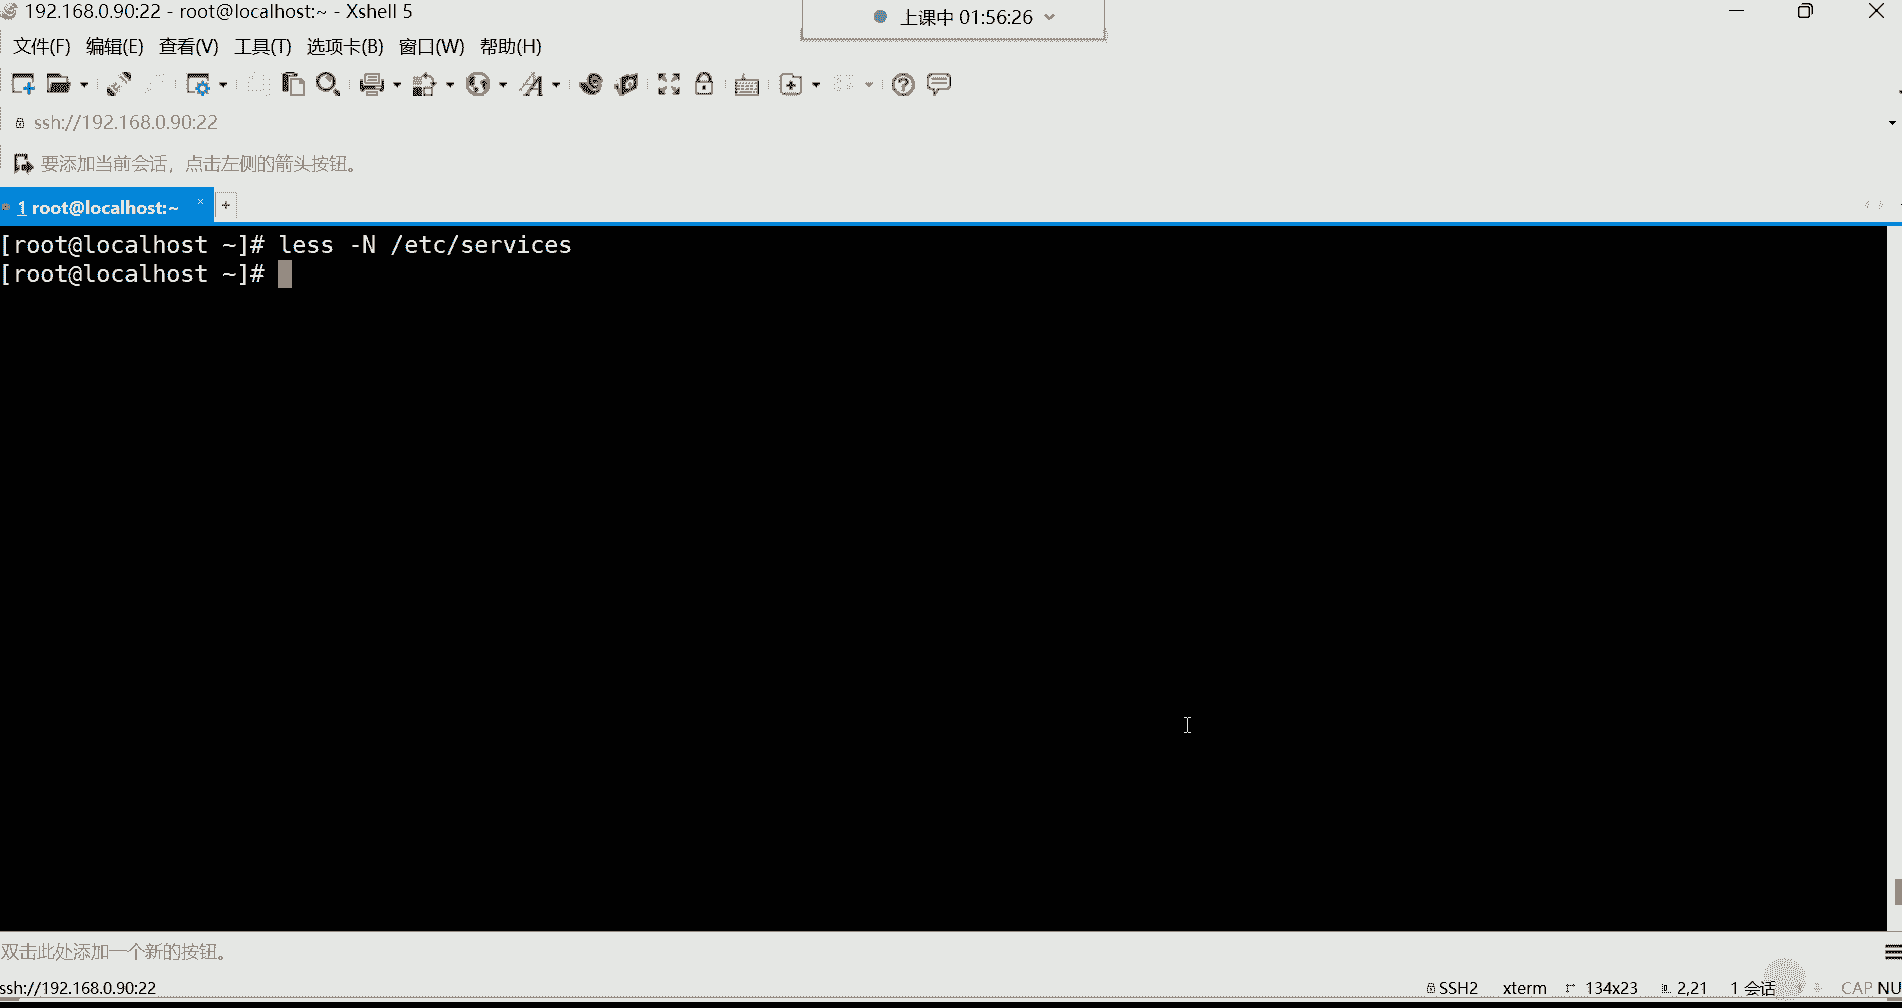 192.168.0.90:22 - root@localhost:~ - Xshell 5
上课中 01:56:26
文件(F) 编辑(E) 查看(V) 工具(T) 选项卡(B) 窗口(W) 帮助(H)
ssh://192.168.0.90:22
要添加当前会话，点击左侧的箭头按钮。
1 root@localhost:~ × +
[root@localhost ~]# less -N /etc/services
[root@localhost ~]#
双击此处添加一个新的按钮。
ssh://192.168.0.90:22 SSH2 xterm 134x23 2,21 1 会话 CAP NU